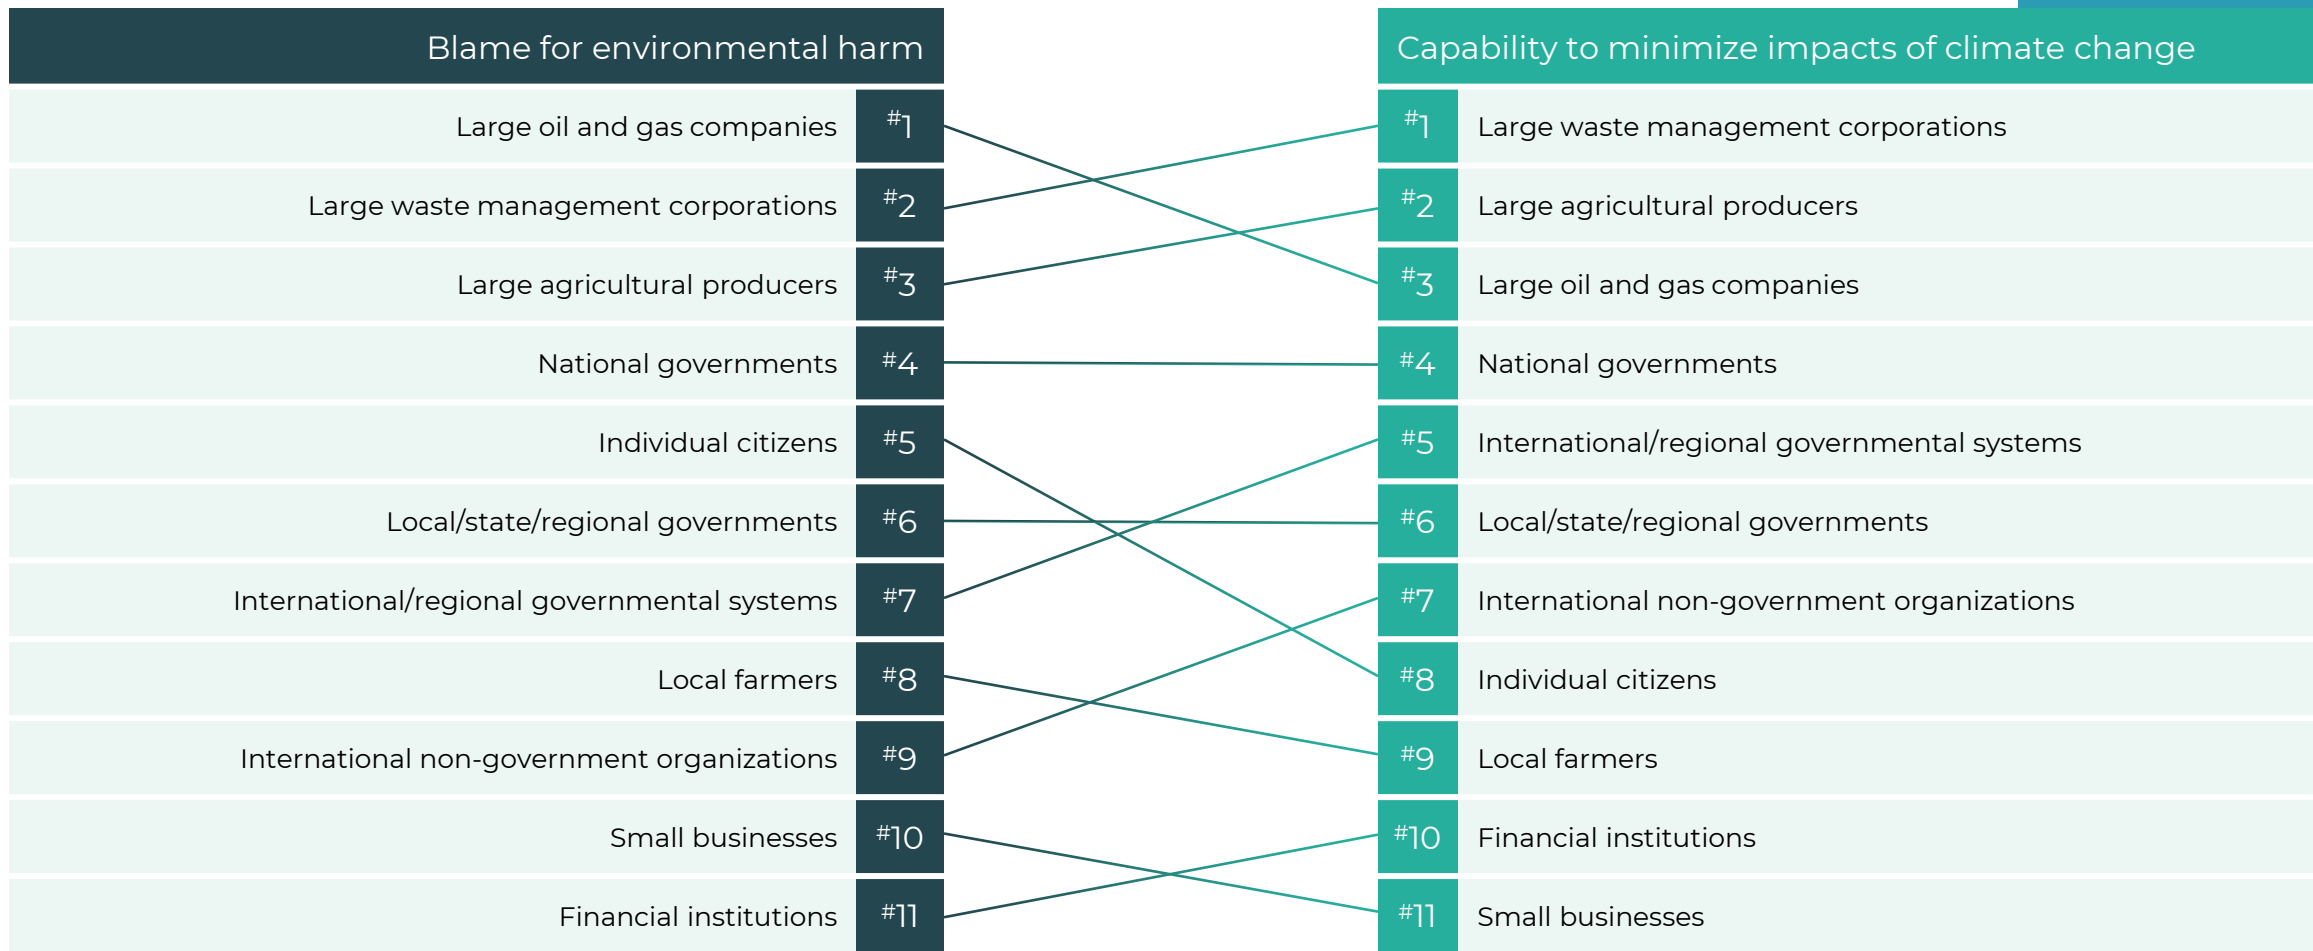 Blame for environmental harm
Large oil and gas companies #1
Large waste management corporations #2
Large agricultural producers #3
National governments #4
Individual citizens #5
Local/state/regional governments #6
International/regional governmental systems #7
Local farmers #8
International non-government organizations #9
Small businesses #10
Financial institutions #11
Capability to minimize impacts of climate change
#1 Large waste management corporations
#2 Large agricultural producers
#3 Large oil and gas companies
#4 National governments
#5 International/regional governmental systems
#6 Local/state/regional governments
#7 International non-government organizations
#8 Individual citizens
#9 Local farmers
#10 Financial institutions
#11 Small businesses